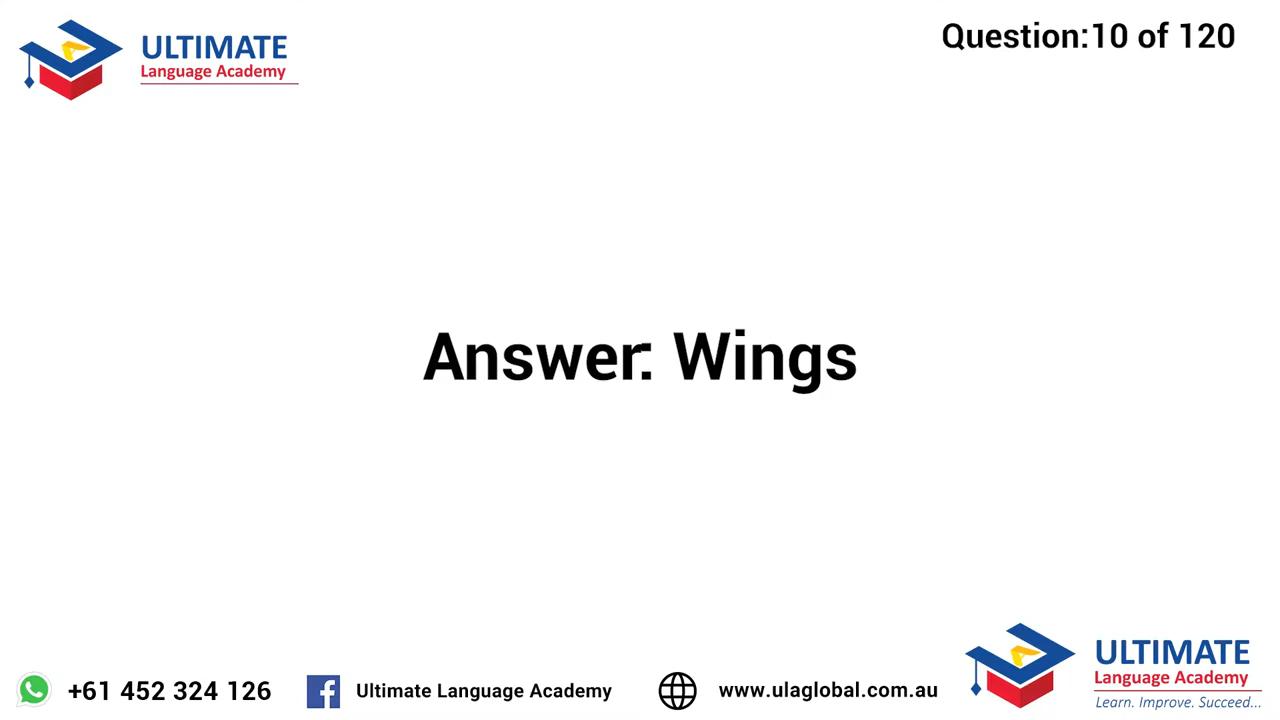 ULTIMATE
Language Academy
Question:10 of 120
Answer: Wings
+61 452 324 126
Ultimate Language Academy
www.ulaglobal.com.au
ULTIMATE
Language Academy
Learn. Improve. Succeed...